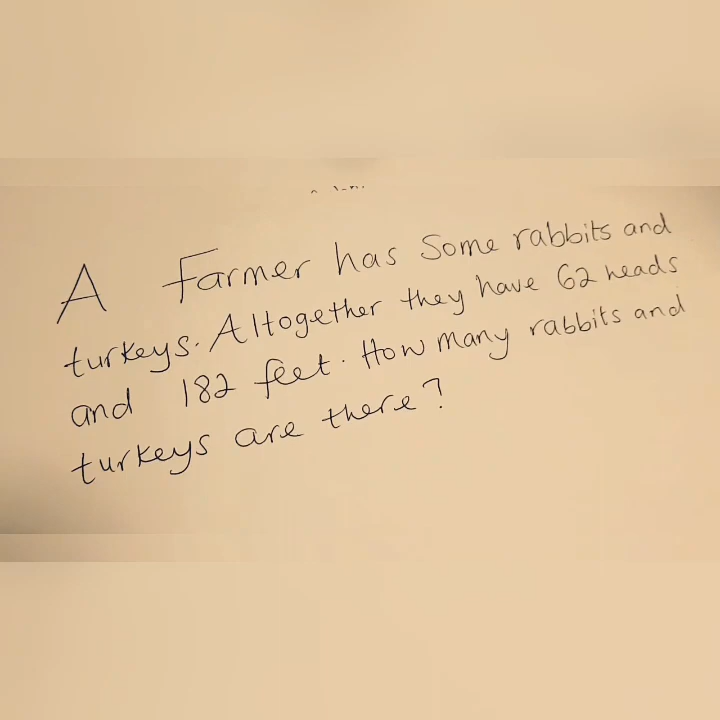 A Farmer has Some rabbits and
turkeys. Altogether they have 62 heads
and 182 feet. How many rabbits and
turkeys are there?